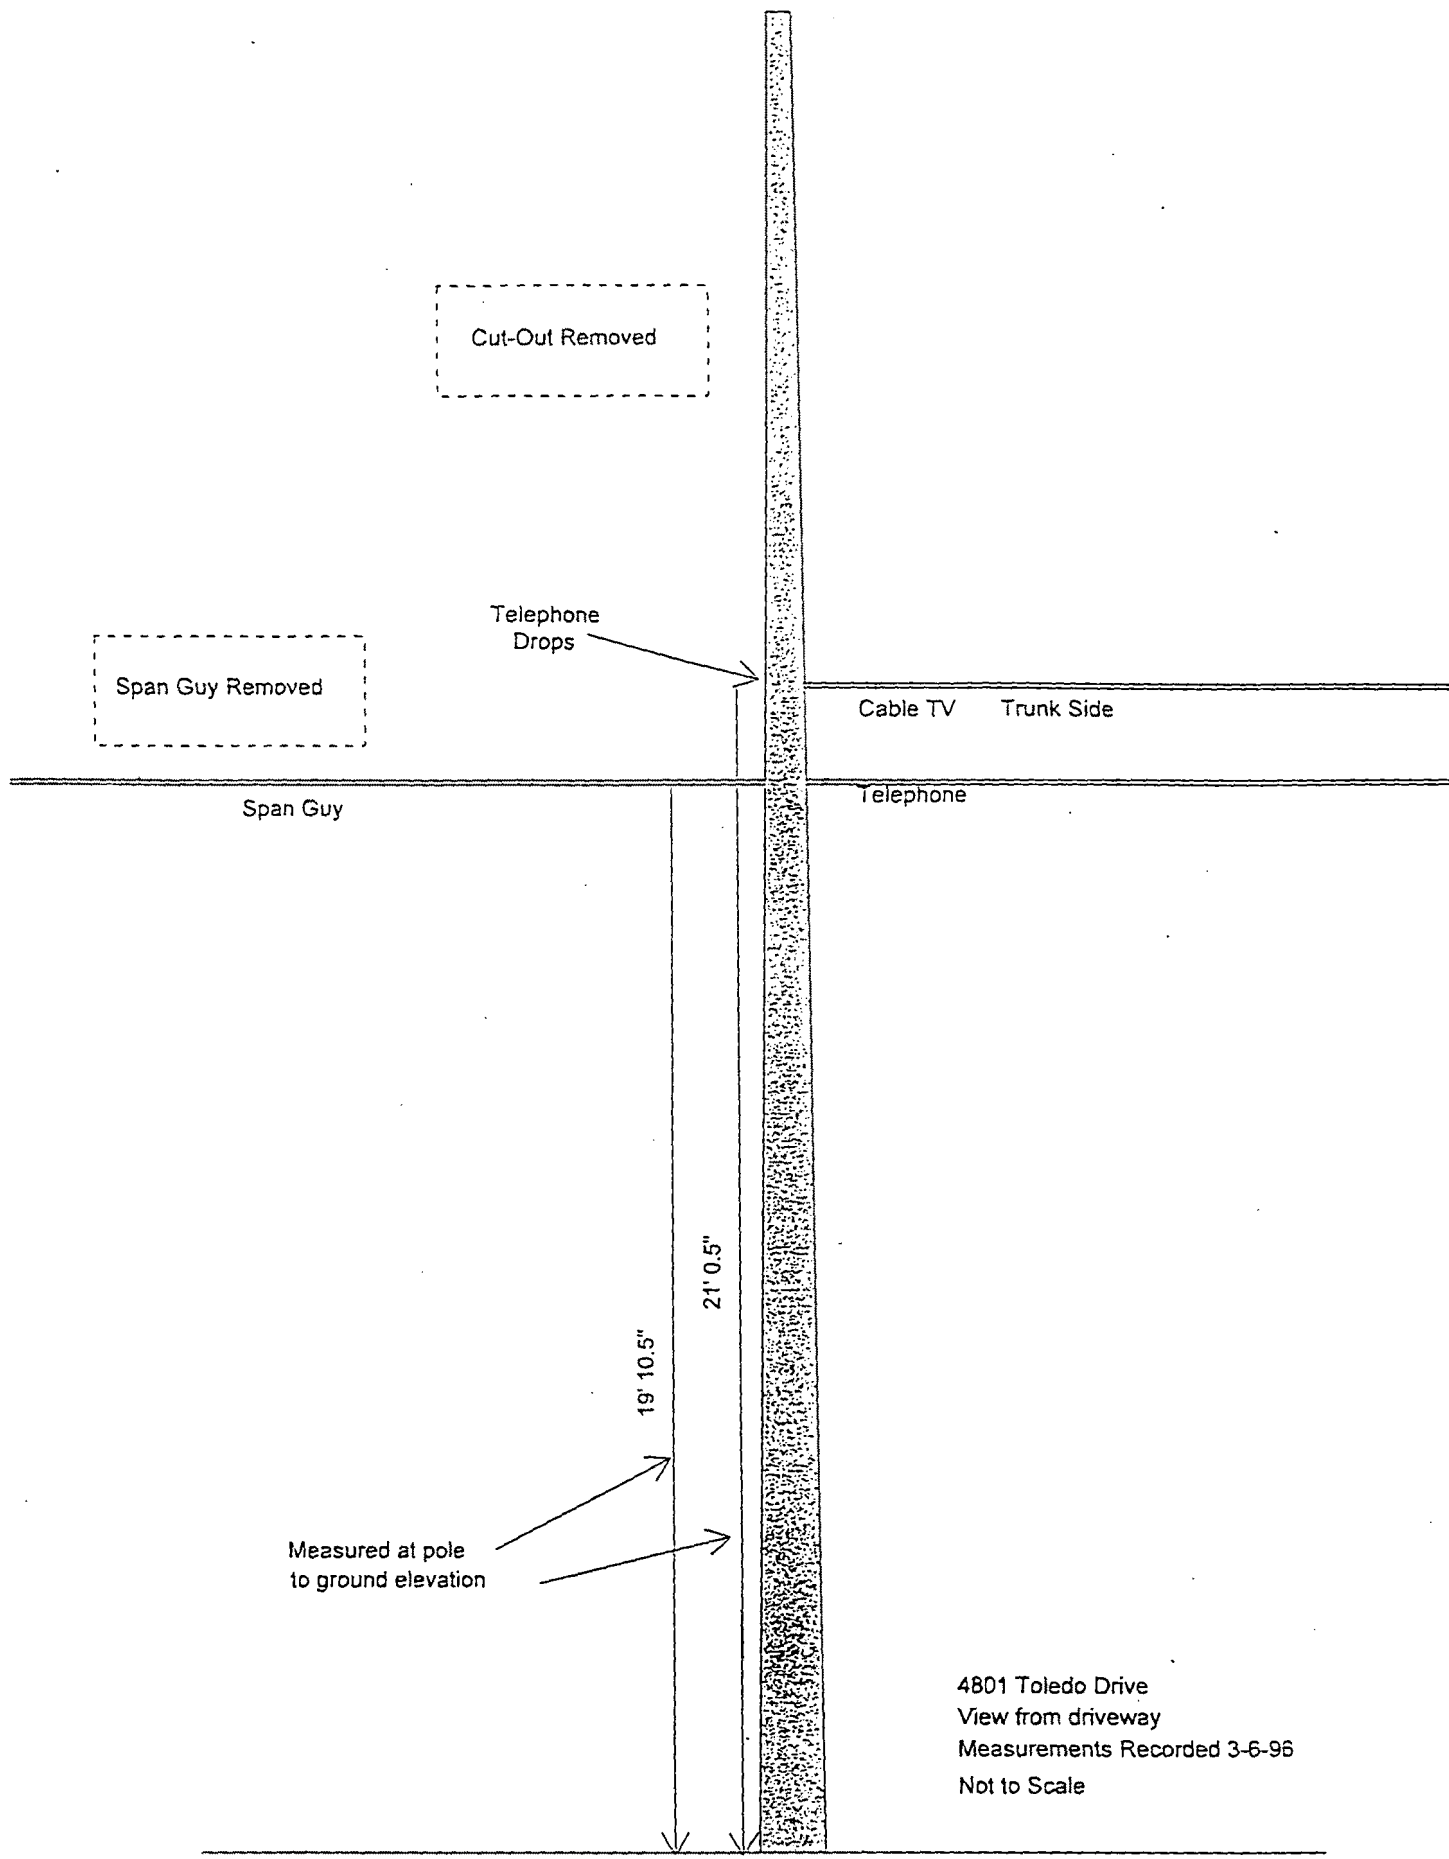 Cut-Out Removed
Telephone
Drops
Span Guy Removed
Cable TV Trunk Side
Span Guy
Telephone
21' 0.5"
19' 10.5"
Measured at pole
to ground elevation
4801 Toledo Drive
View from driveway
Measurements Recorded 3-6-96
Not to Scale